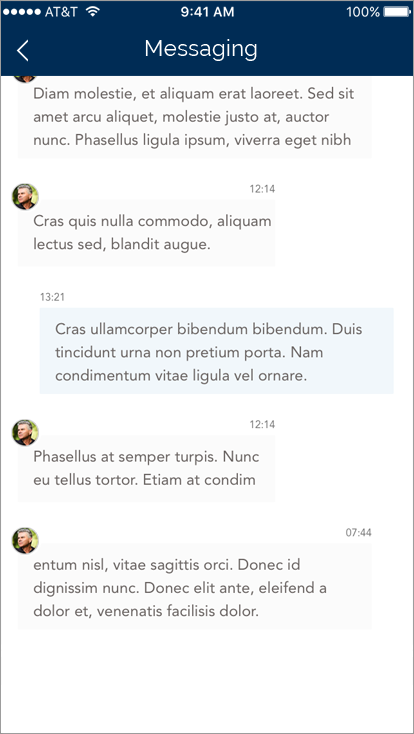 AT&T 9:41 AM 100%
Messaging
Diam molestie, et aliquam erat laoreet. Sed sit
amet arcu aliquet, molestie justo at, auctor
nunc. Phasellus ligula ipsum, viverra eget nibh
12:14
Cras quis nulla commodo, aliquam
lectus sed, blandit augue.
13:21
Cras ullamcorper bibendum bibendum. Duis
tincidunt urna non pretium porta. Nam
condimentum vitae ligula vel ornare.
12:14
Phasellus at semper turpis. Nunc
eu tellus tortor. Etiam at condim
07:44
entum nisl, vitae sagittis orci. Donec id
dignissim nunc. Donec elit ante, eleifend a
dolor et, venenatis facilisis dolor.